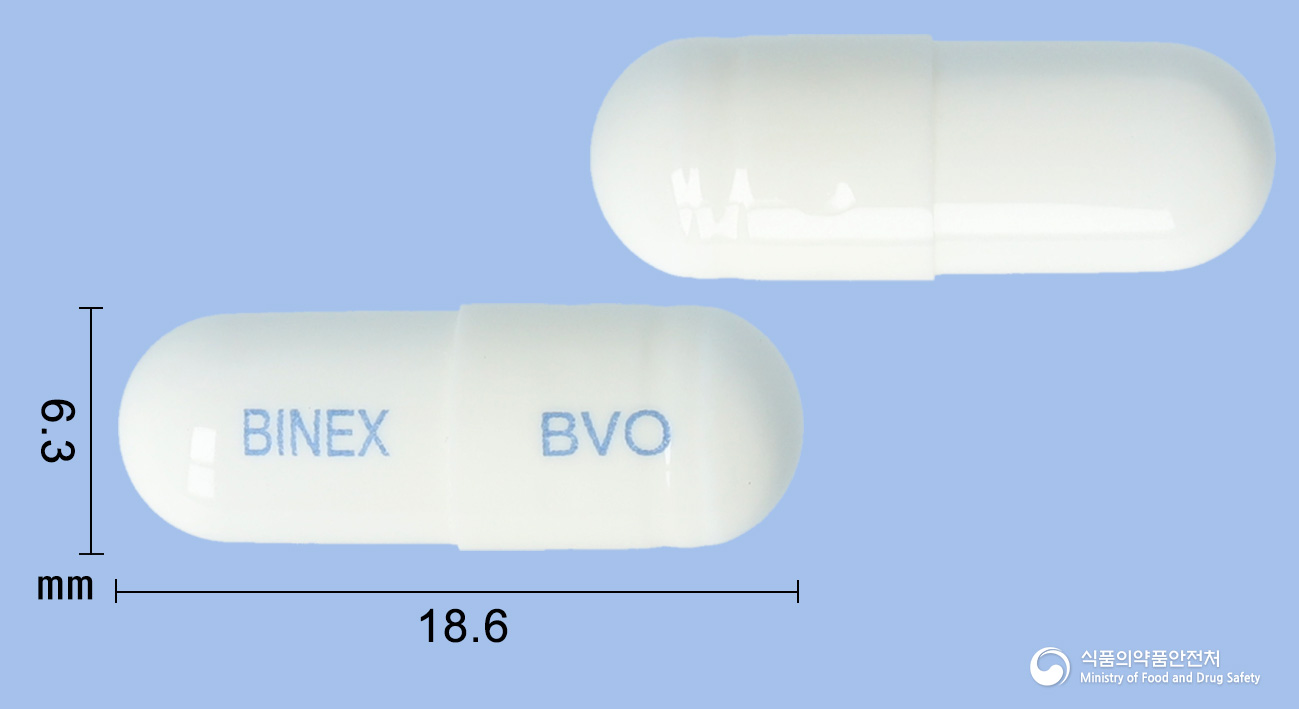 BINEX BVO
6.3
mm
18.6
식품의약품안전처
Ministry of Food and Drug Safety